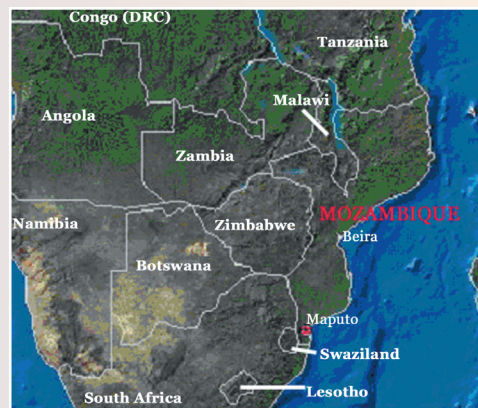 Congo (DRC)
Tanzania
Malawi
Angola
Zambia
MOZAMBIQUE
Namibia
Zimbabwe
Beira
Botswana
Maputo
Swaziland
Lesotho
South Africa